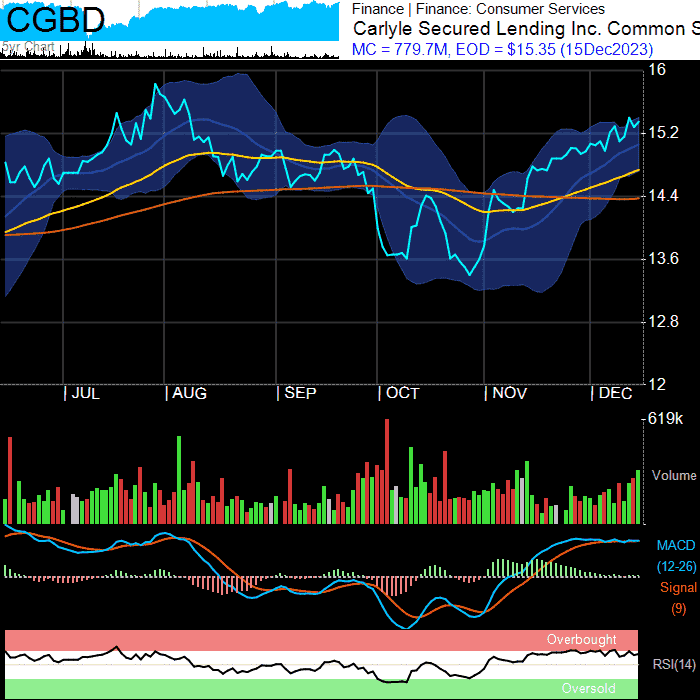 CGBD
5yr Chart
Finance | Finance: Consumer Services
Carlyle Secured Lending Inc. Common S
MC = 779.7M, EOD = $15.35 (15Dec2023)
16
15.2
14.4
13.6
12.8
12
JUL
AUG
SEP
OCT
NOV
DEC
619k
Volume
MACD
(12-26)
Signal
(9)
Overbought
RSI(14)
Oversold